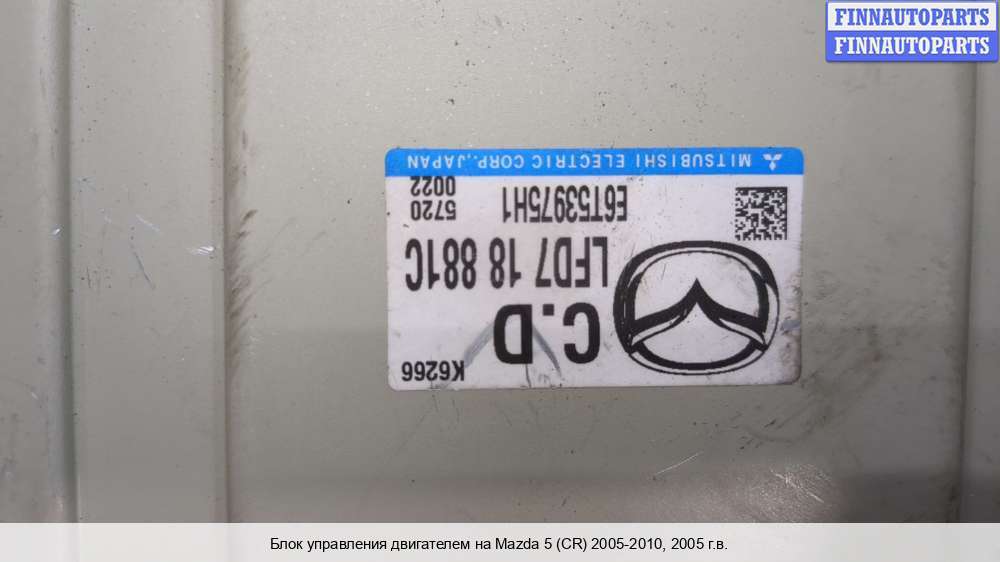 FINNAUTOPARTS
FINNAUTOPARTS
K6266
C.D
LFD7 18 881C
E6T53975H1
5720
0022
MITSUBISHI ELECTRIC CORP.,JAPAN
Блок управления двигателем на Mazda 5 (CR) 2005-2010, 2005 г.в.